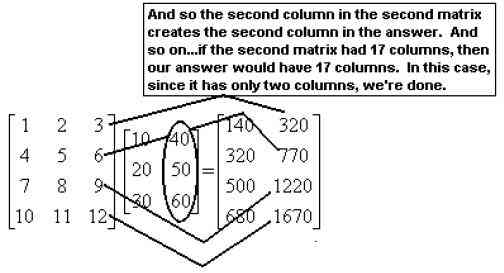 And so the second column in the second matrix
creates the second column in the answer. And
so on...if the second matrix had 17 columns, then
our answer would have 17 columns. In this case,
since it has only two columns, we're done.
1 2 3 10 40 140 320
4 5 6 20 50 = 320 770
7 8 9 30 60 500 1220
10 11 12 680 1670